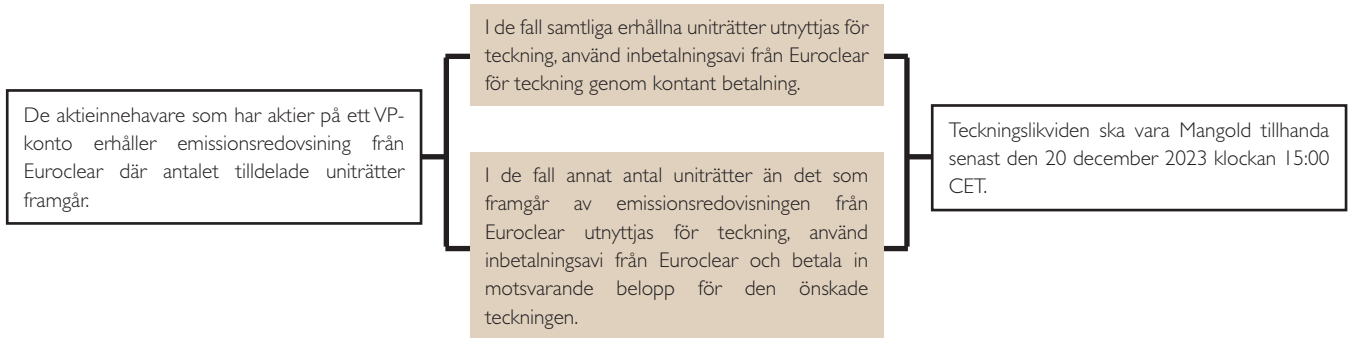 De aktieinnehavare som har aktier på ett VP-
konto erhåller emissionsredovsining från
Euroclear där antalet tilldelade uniträtter
framgår.
I de fall samtliga erhållna uniträtter utnyttjas för
teckning, använd inbetalningsavi från Euroclear
för teckning genom kontant betalning.
I de fall annat antal uniträtter än det som
framgår av emissionsredovisningen från
Euroclear utnyttjas för teckning, använd
inbetalningsavi från Euroclear och betala in
motsvarande belopp för den önskade
teckningen.
Teckningslikviden ska vara Mangold tillhanda
senast den 20 december 2023 klockan 15:00
CET.